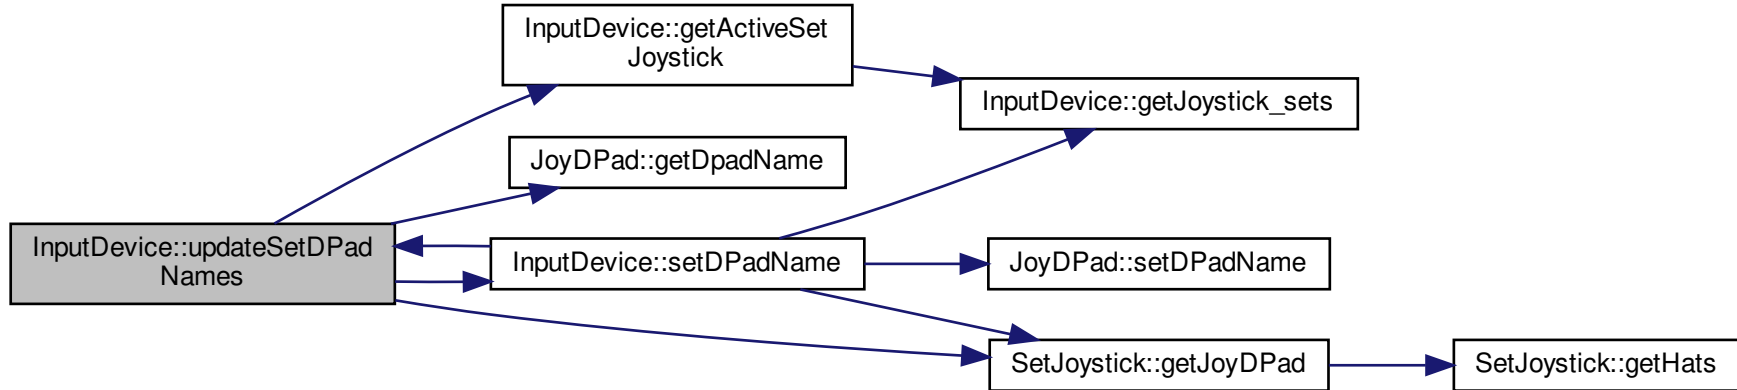 InputDevice::getActiveSet
Joystick
InputDevice::getJoystick_sets
JoyDPad::getDpadName
InputDevice::updateSetDPad
Names
InputDevice::setDPadName
JoyDPad::setDPadName
SetJoystick::getJoyDPad
SetJoystick::getHats